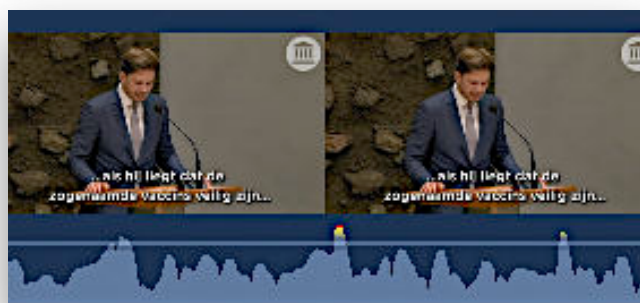 ...als hij liegt dat de
zogenaamde vaccins veilig zijn...
...als hij liegt dat de
zogenaamde vaccins veilig zijn...